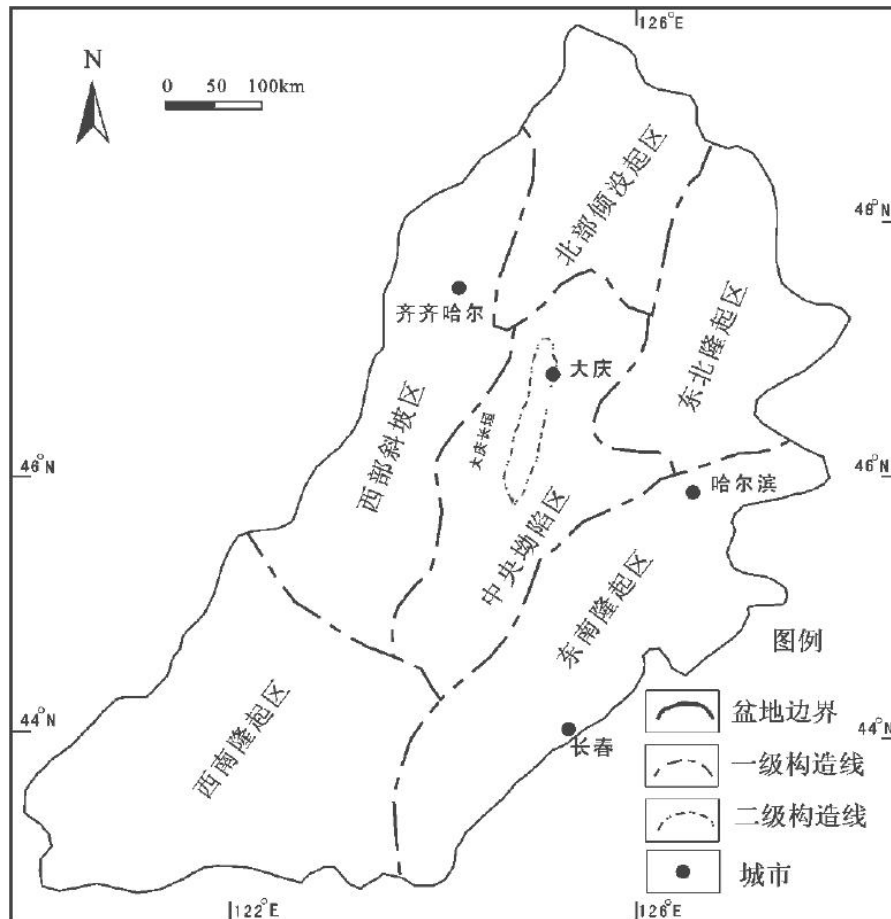 126°E
N
0 50 100km
北部倾没起区
48°N
齐齐哈尔
大庆
东北隆起区
大庆长垣
西部斜坡区
46°N
46°N
哈尔滨
中央坳陷区
东南隆起区
图例
西南隆起区
盆地边界
44°N
44°N
长春
一级构造线
二级构造线
城市
122°E
126°E